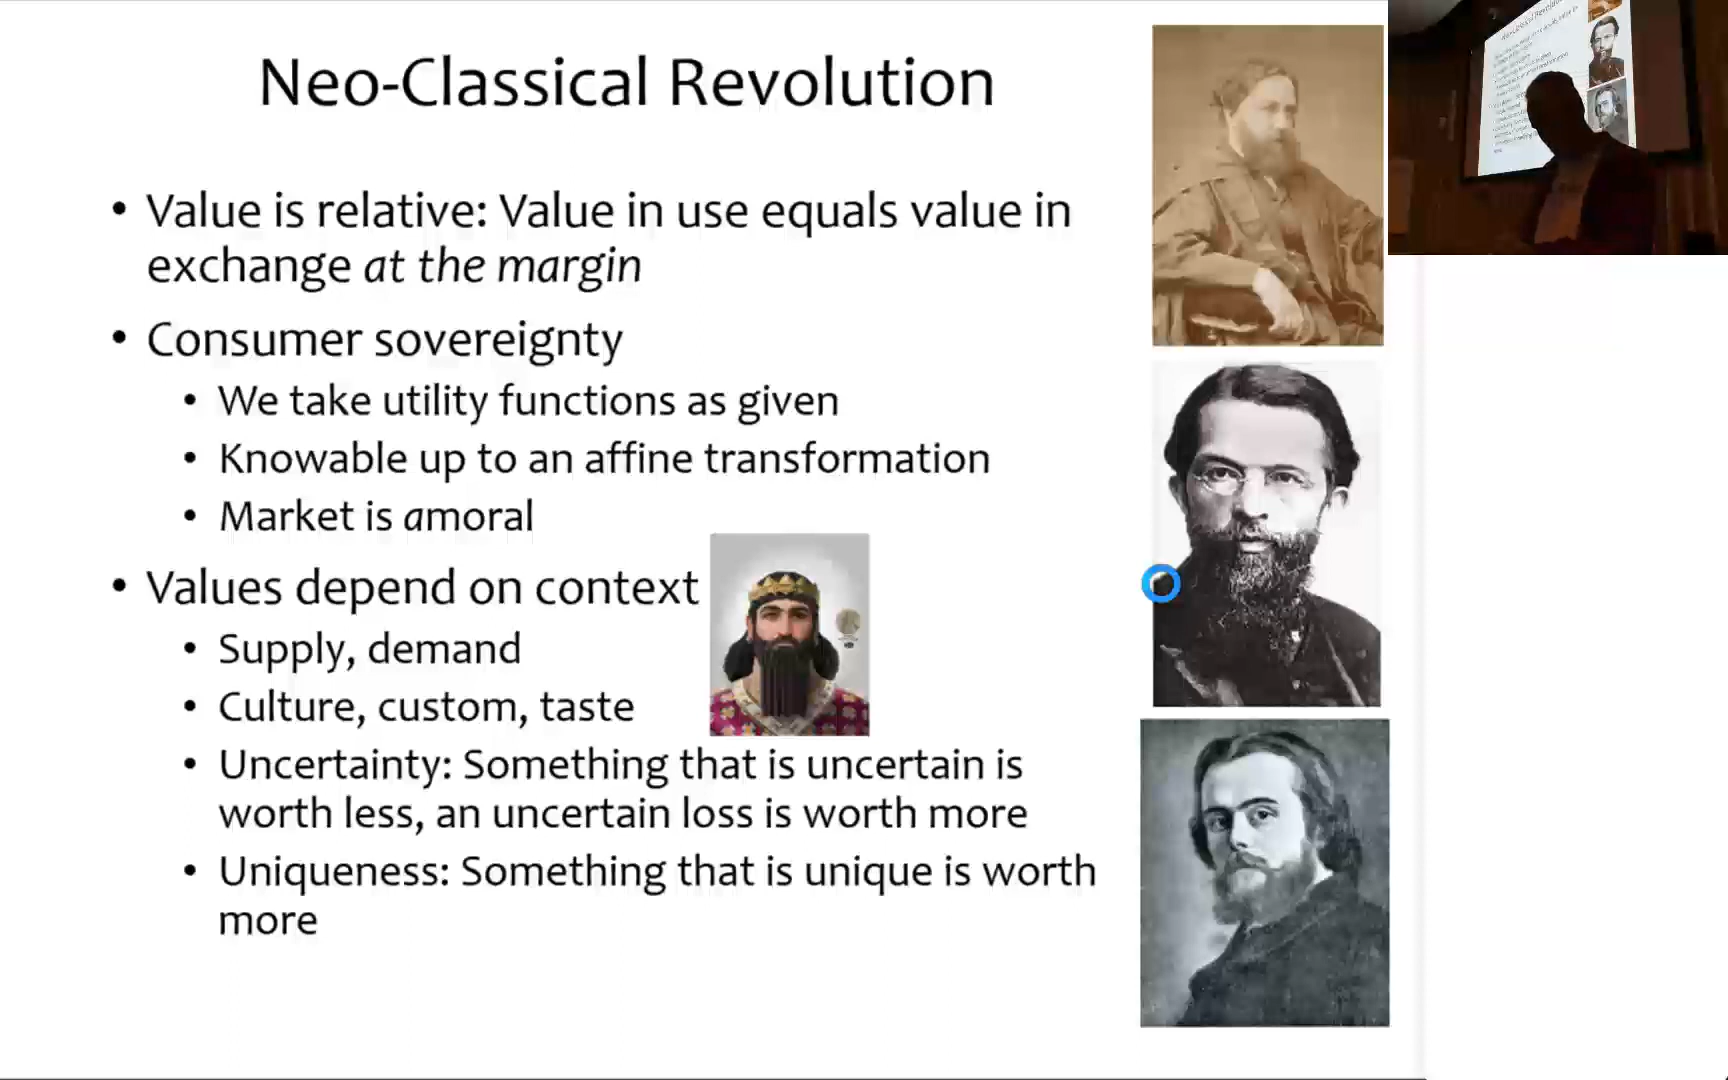 Neo-Classical Revolution
• Value is relative: Value in use equals value in
exchange at the margin
• Consumer sovereignty
• We take utility functions as given
• Knowable up to an affine transformation
• Market is amoral
• Values depend on context
• Supply, demand
• Culture, custom, taste
• Uncertainty: Something that is uncertain is
worth less, an uncertain loss is worth more
• Uniqueness: Something that is unique is worth
more